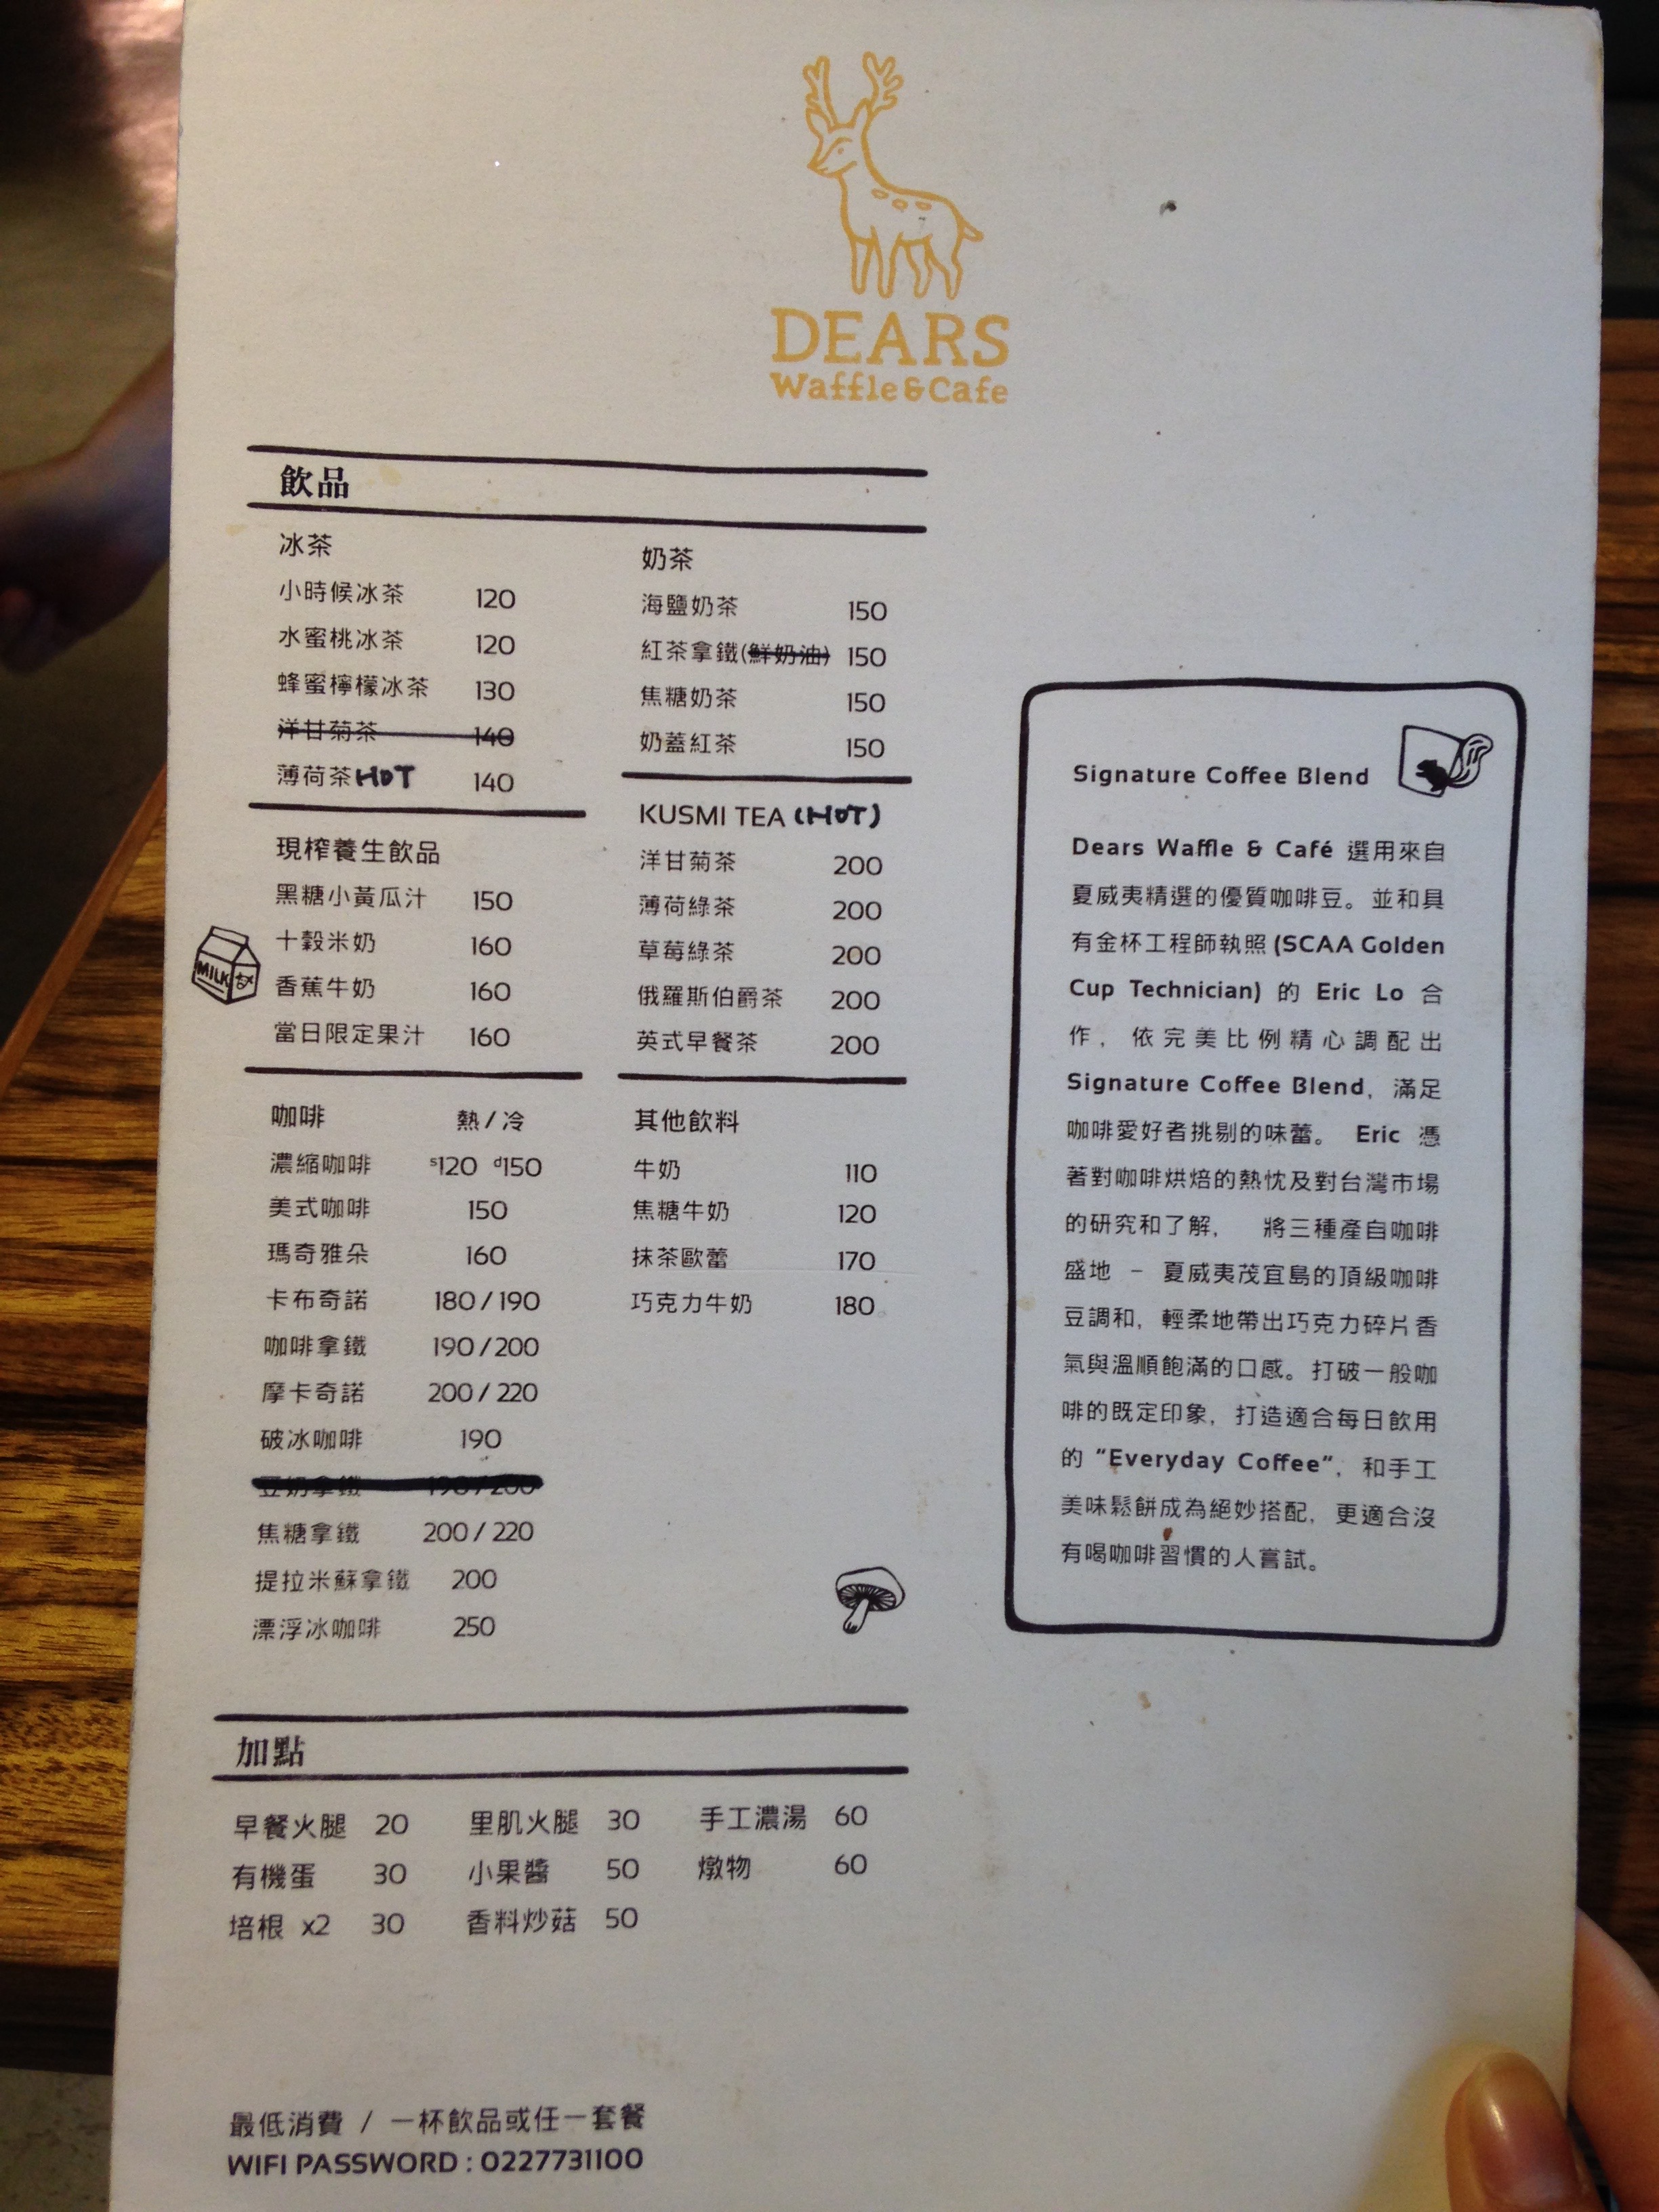 DEARS
Waffle & Cafe
飲品
冰茶
小時候冰茶 120
水蜜桃冰茶 120
蜂蜜檸檬冰茶 130
洋甘菊茶 140
薄荷茶HOT 140
現榨養生飲品
黑糖小黃瓜汁 150
十穀米奶 160
香蕉牛奶 160
當日限定果汁 160
MILK
咖啡 熱/冷
濃縮咖啡 s120 d150
美式咖啡 150
瑪奇雅朵 160
卡布奇諾 180/190
咖啡拿鐵 190/200
摩卡奇諾 200/220
破冰咖啡 190
豆奶拿鐵 190/200
焦糖拿鐵 200/220
提拉米蘇拿鐵 200
漂浮冰咖啡 250
奶茶
海鹽奶茶 150
紅茶拿鐵(鮮奶油) 150
焦糖奶茶 150
奶蓋紅茶 150
KUSMI TEA (HOT)
洋甘菊茶 200
薄荷綠茶 200
草莓綠茶 200
俄羅斯伯爵茶 200
英式早餐茶 200
其他飲料
牛奶 110
焦糖牛奶 120
抹茶歐蕾 170
巧克力牛奶 180
Signature Coffee Blend
Dears Waffle & Café 選用來自
夏威夷精選的優質咖啡豆。並和具
有金杯工程師執照 (SCAA Golden
Cup Technician) 的 Eric Lo 合
作，依完美比例精心調配出
Signature Coffee Blend，滿足
咖啡愛好者挑剔的味蕾。 Eric 憑
著對咖啡烘焙的熱忱及對台灣市場
的研究和了解， 將三種產自咖啡
盛地 – 夏威夷茂宜島的頂級咖啡
豆調和，輕柔地帶出巧克力碎片香
氣與溫順飽滿的口感。打破一般咖
啡的既定印象，打造適合每日飲用
的 “Everyday Coffee”，和手工
美味鬆餅成為絕妙搭配，更適合沒
有喝咖啡習慣的人嘗試。
加點
早餐火腿 20 里肌火腿 30 手工濃湯 60
有機蛋 30 小果醬 50 燉物 60
培根 x2 30 香料炒菇 50
最低消費 / 一杯飲品或任一套餐
WIFI PASSWORD : 0227731100